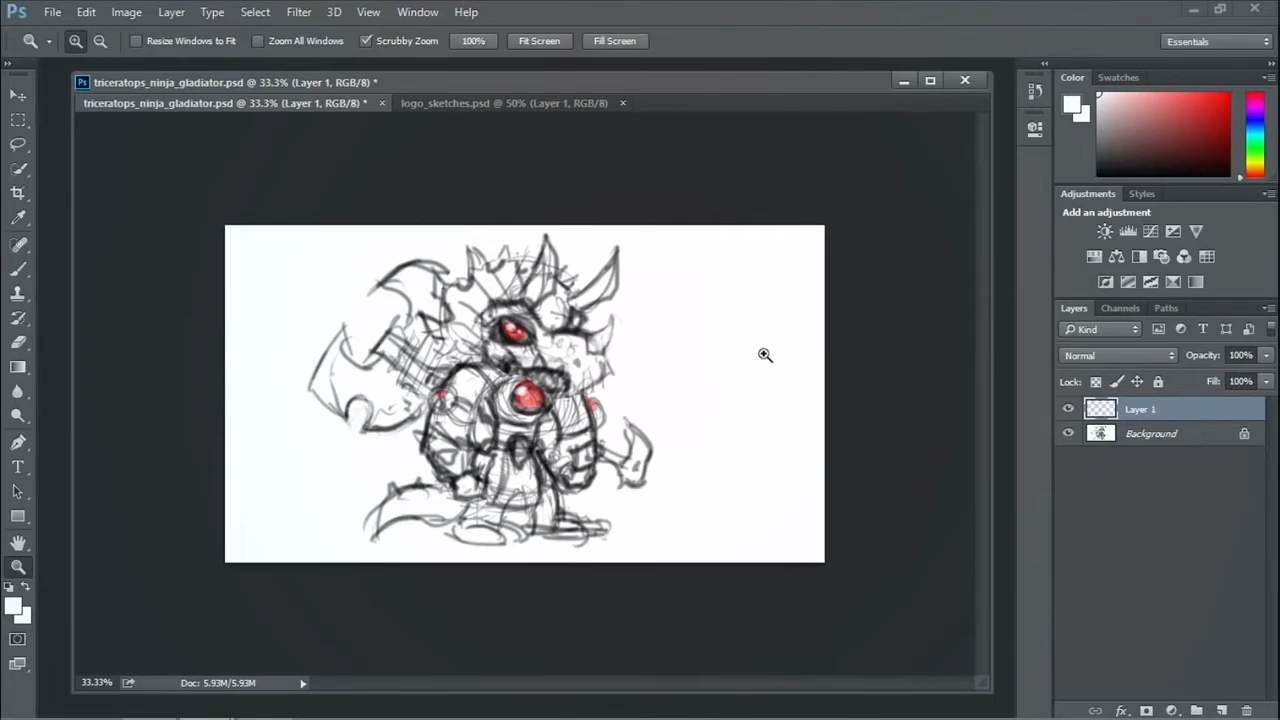 Ps File Edit Image Layer Type Select Filter 3D View Window Help
Resize Windows to Fit Zoom All Windows Scrubby Zoom 100% Fit Screen Fill Screen Essentials
Ps triceratops_ninja_gladiator.psd @ 33.3% (Layer 1, RGB/8) *
triceratops_ninja_gladiator.psd @ 33.3% (Layer 1, RGB/8) * × logo_sketches.psd @ 50% (Layer 1, RGB/8) ×
Color Swatches
Adjustments Styles
Add an adjustment
Layers Channels Paths
Kind
Normal Opacity: 100%
Lock: Fill: 100%
Layer 1
Background
33.33% Doc: 5.93M/5.93M